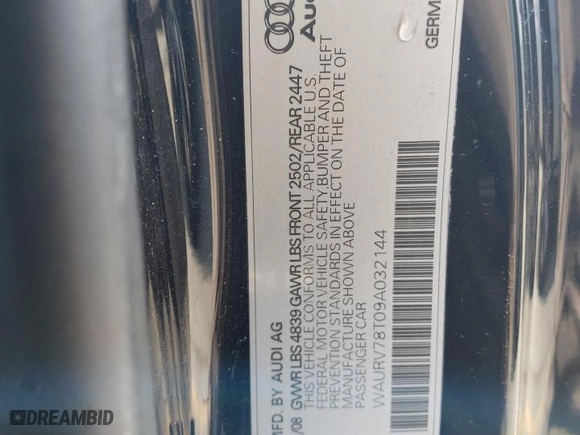 Aud
GERM
MFD. BY AUDI AG
/08 GVWR LBS 4839 GAWR LBS FRONT 2502/REAR 2447
THIS VEHICLE CONFORMS TO ALL APPLICABLE U.S.
FEDERAL MOTOR VEHICLE SAFETY, BUMPER AND THEFT
PREVENTION STANDARDS IN EFFECT ON THE DATE OF
MANUFACTURE SHOWN ABOVE
PASSENGER CAR
WAURV78T09A032144
DREAMBID